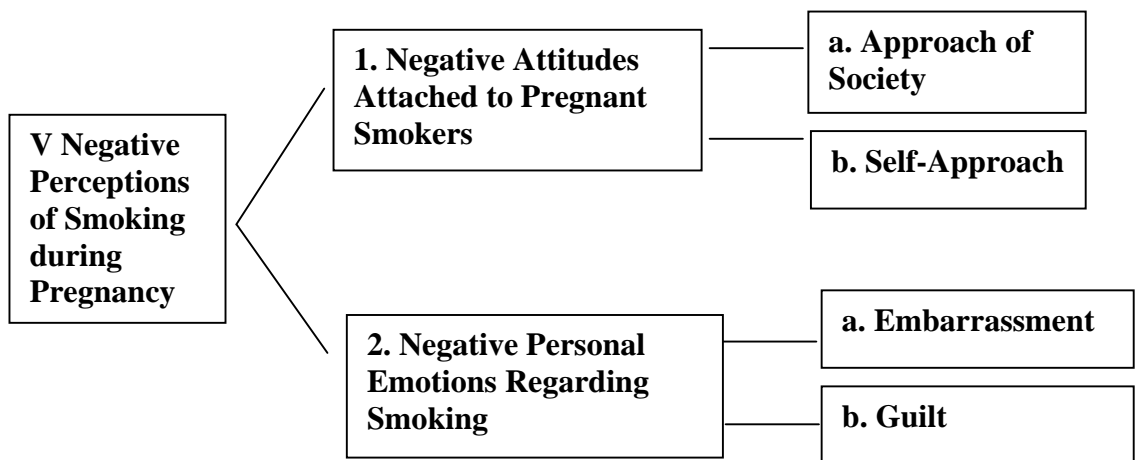 V Negative
Perceptions
of Smoking
during
Pregnancy
1. Negative Attitudes
Attached to Pregnant
Smokers
a. Approach of
Society
b. Self-Approach
2. Negative Personal
Emotions Regarding
Smoking
a. Embarrassment
b. Guilt